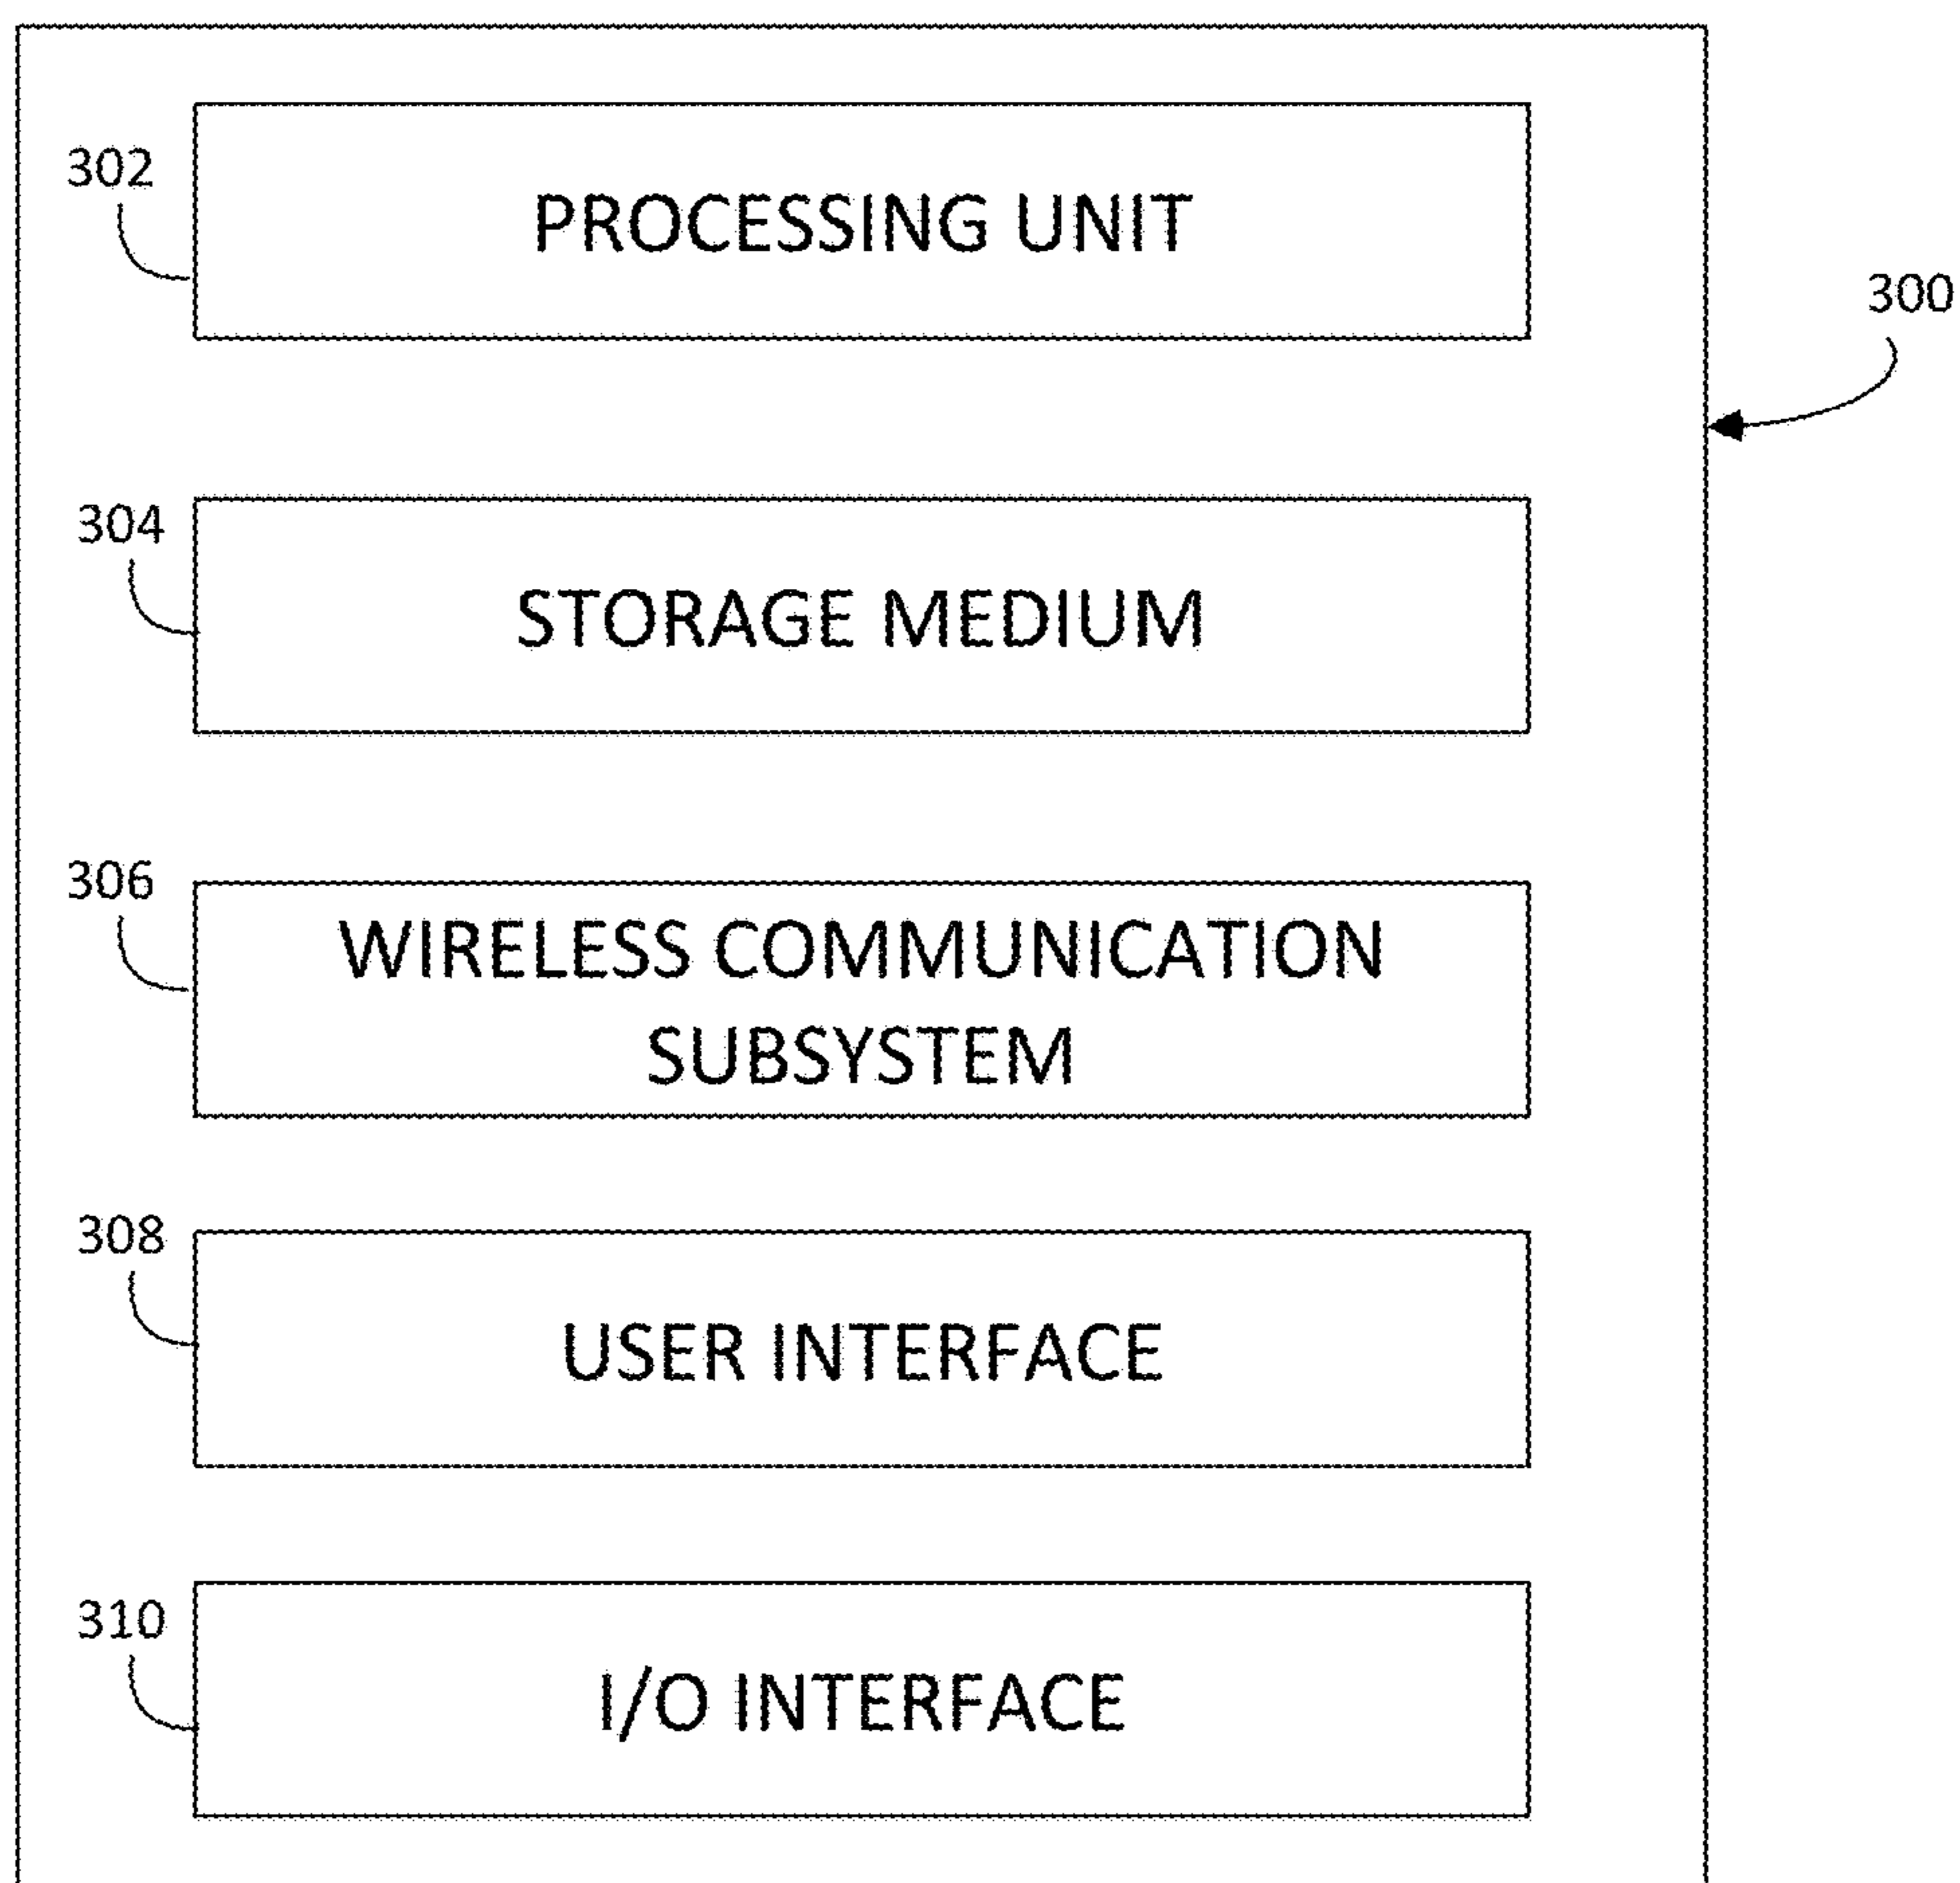 302
PROCESSING UNIT
300
304
STORAGE MEDIUM
306
WIRELESS COMMUNICATION
SUBSYSTEM
308
USER INTERFACE
310
I/O INTERFACE